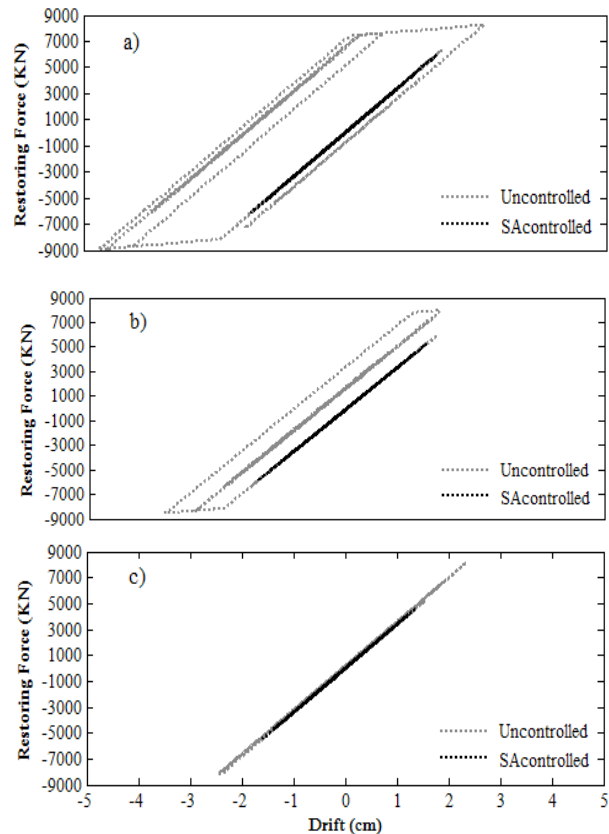 9000
a)
7000
5000
3000
1000
-1000
-3000
-5000
-7000
-9000
Restoring Force (KN)
Uncontrolled
SAcontrolled
9000
b)
7000
5000
3000
1000
-1000
-3000
-5000
-7000
-9000
Restoring Force (KN)
Uncontrolled
SAcontrolled
9000
c)
7000
5000
3000
1000
-1000
-3000
-5000
-7000
-9000
Restoring Force (KN)
Uncontrolled
SAcontrolled
-5 -4 -3 -2 -1 0 1 2 3 4 5
Drift (cm)